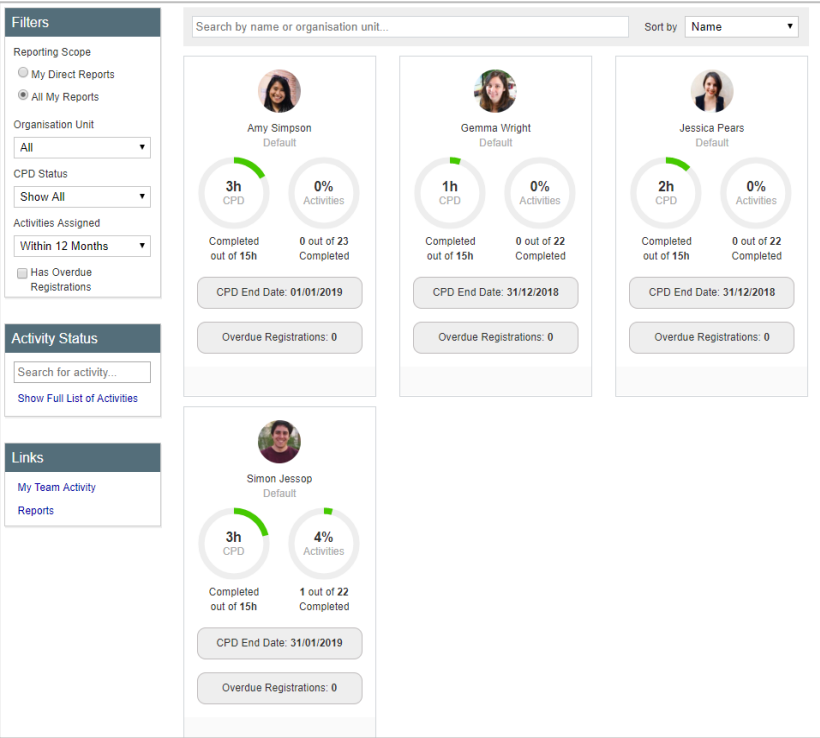 Filters
Reporting Scope
My Direct Reports
All My Reports
Organisation Unit
All
CPD Status
Show All
Activities Assigned
Within 12 Months
Has Overdue
Registrations
Activity Status
Search for activity...
Show Full List of Activities
Links
My Team Activity
Reports
Search by name or organisation unit...
Sort by Name
Amy Simpson
Default
3h
CPD
0%
Activities
Completed
out of 15h
0 out of 23
Completed
CPD End Date: 01/01/2019
Overdue Registrations: 0
Gemma Wright
Default
1h
CPD
0%
Activities
Completed
out of 15h
0 out of 22
Completed
CPD End Date: 31/12/2018
Overdue Registrations: 0
Jessica Pears
Default
2h
CPD
0%
Activities
Completed
out of 15h
0 out of 22
Completed
CPD End Date: 31/12/2018
Overdue Registrations: 0
Simon Jessop
Default
3h
CPD
4%
Activities
Completed
out of 15h
1 out of 22
Completed
CPD End Date: 31/01/2019
Overdue Registrations: 0